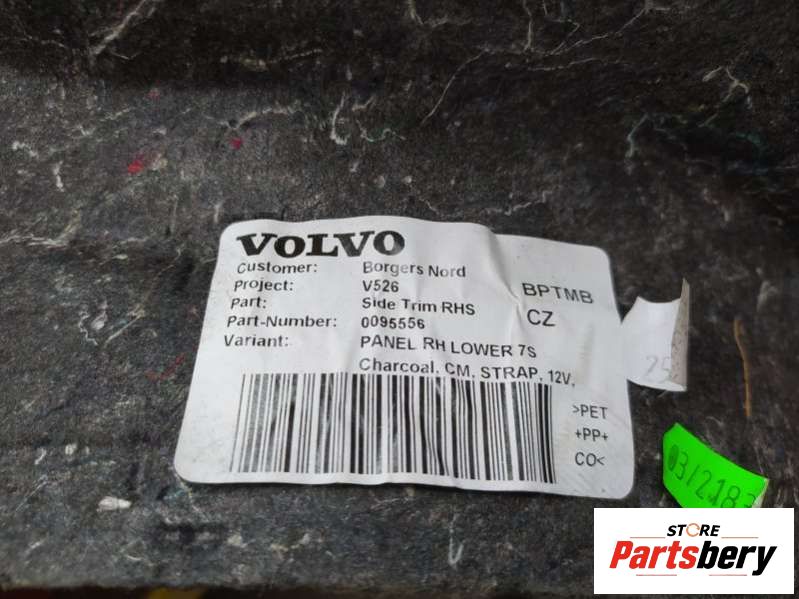 VOLVO
Customer: Borgers Nord
Project: V526
Part: Side Trim RHS
Part-Number: 0095556
Variant: PANEL RH LOWER 7S
Charcoal, CM, STRAP, 12V,
BPTMB
CZ
>PET
+PP+
CO<
25
03/2183
STORE
Partsbery